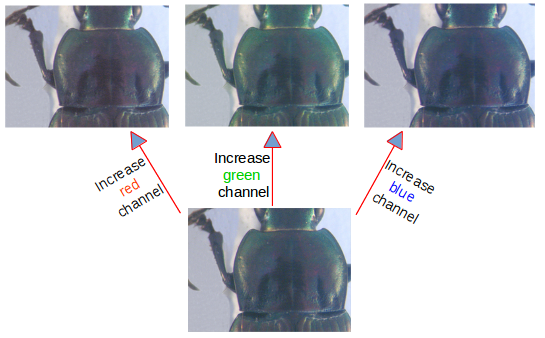 Increase
red
channel
Increase
green
channel
Increase
blue
channel